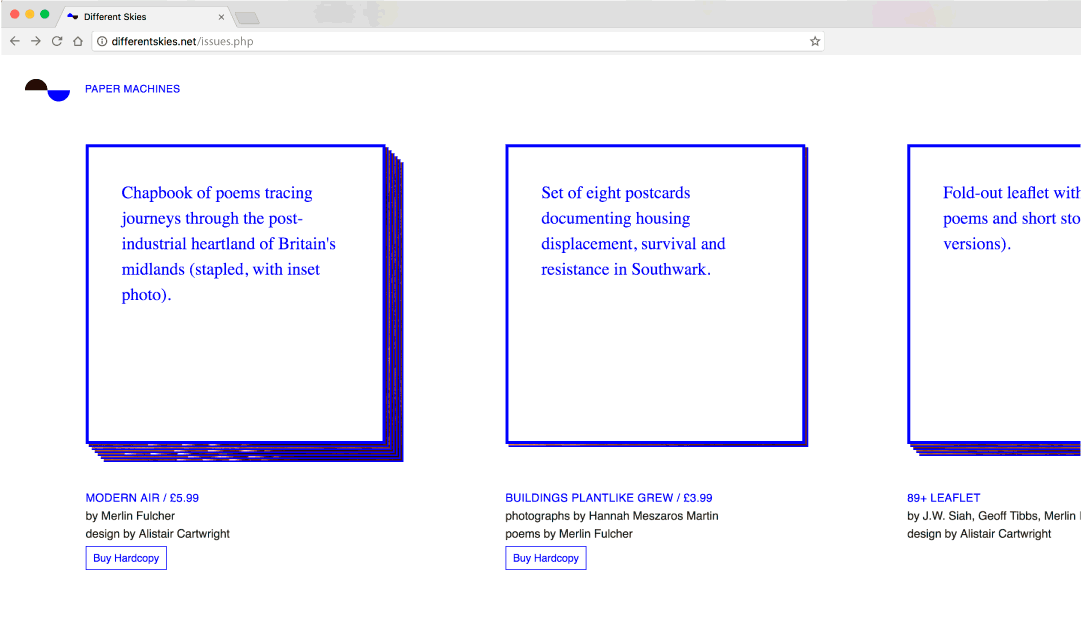 Different Skies
differentskies.net/issues.php
PAPER MACHINES
Chapbook of poems tracing
journeys through the post-
industrial heartland of Britain's
midlands (stapled, with inset
photo).
MODERN AIR / £5.99
by Merlin Fulcher
design by Alistair Cartwright
Buy Hardcopy
Set of eight postcards
documenting housing
displacement, survival and
resistance in Southwark.
BUILDINGS PLANTLIKE GREW / £3.99
photographs by Hannah Meszaros Martin
poems by Merlin Fulcher
Buy Hardcopy
Fold-out leaflet with
poems and short sto
versions).
89+ LEAFLET
by J.W. Siah, Geoff Tibbs, Merlin
design by Alistair Cartwright